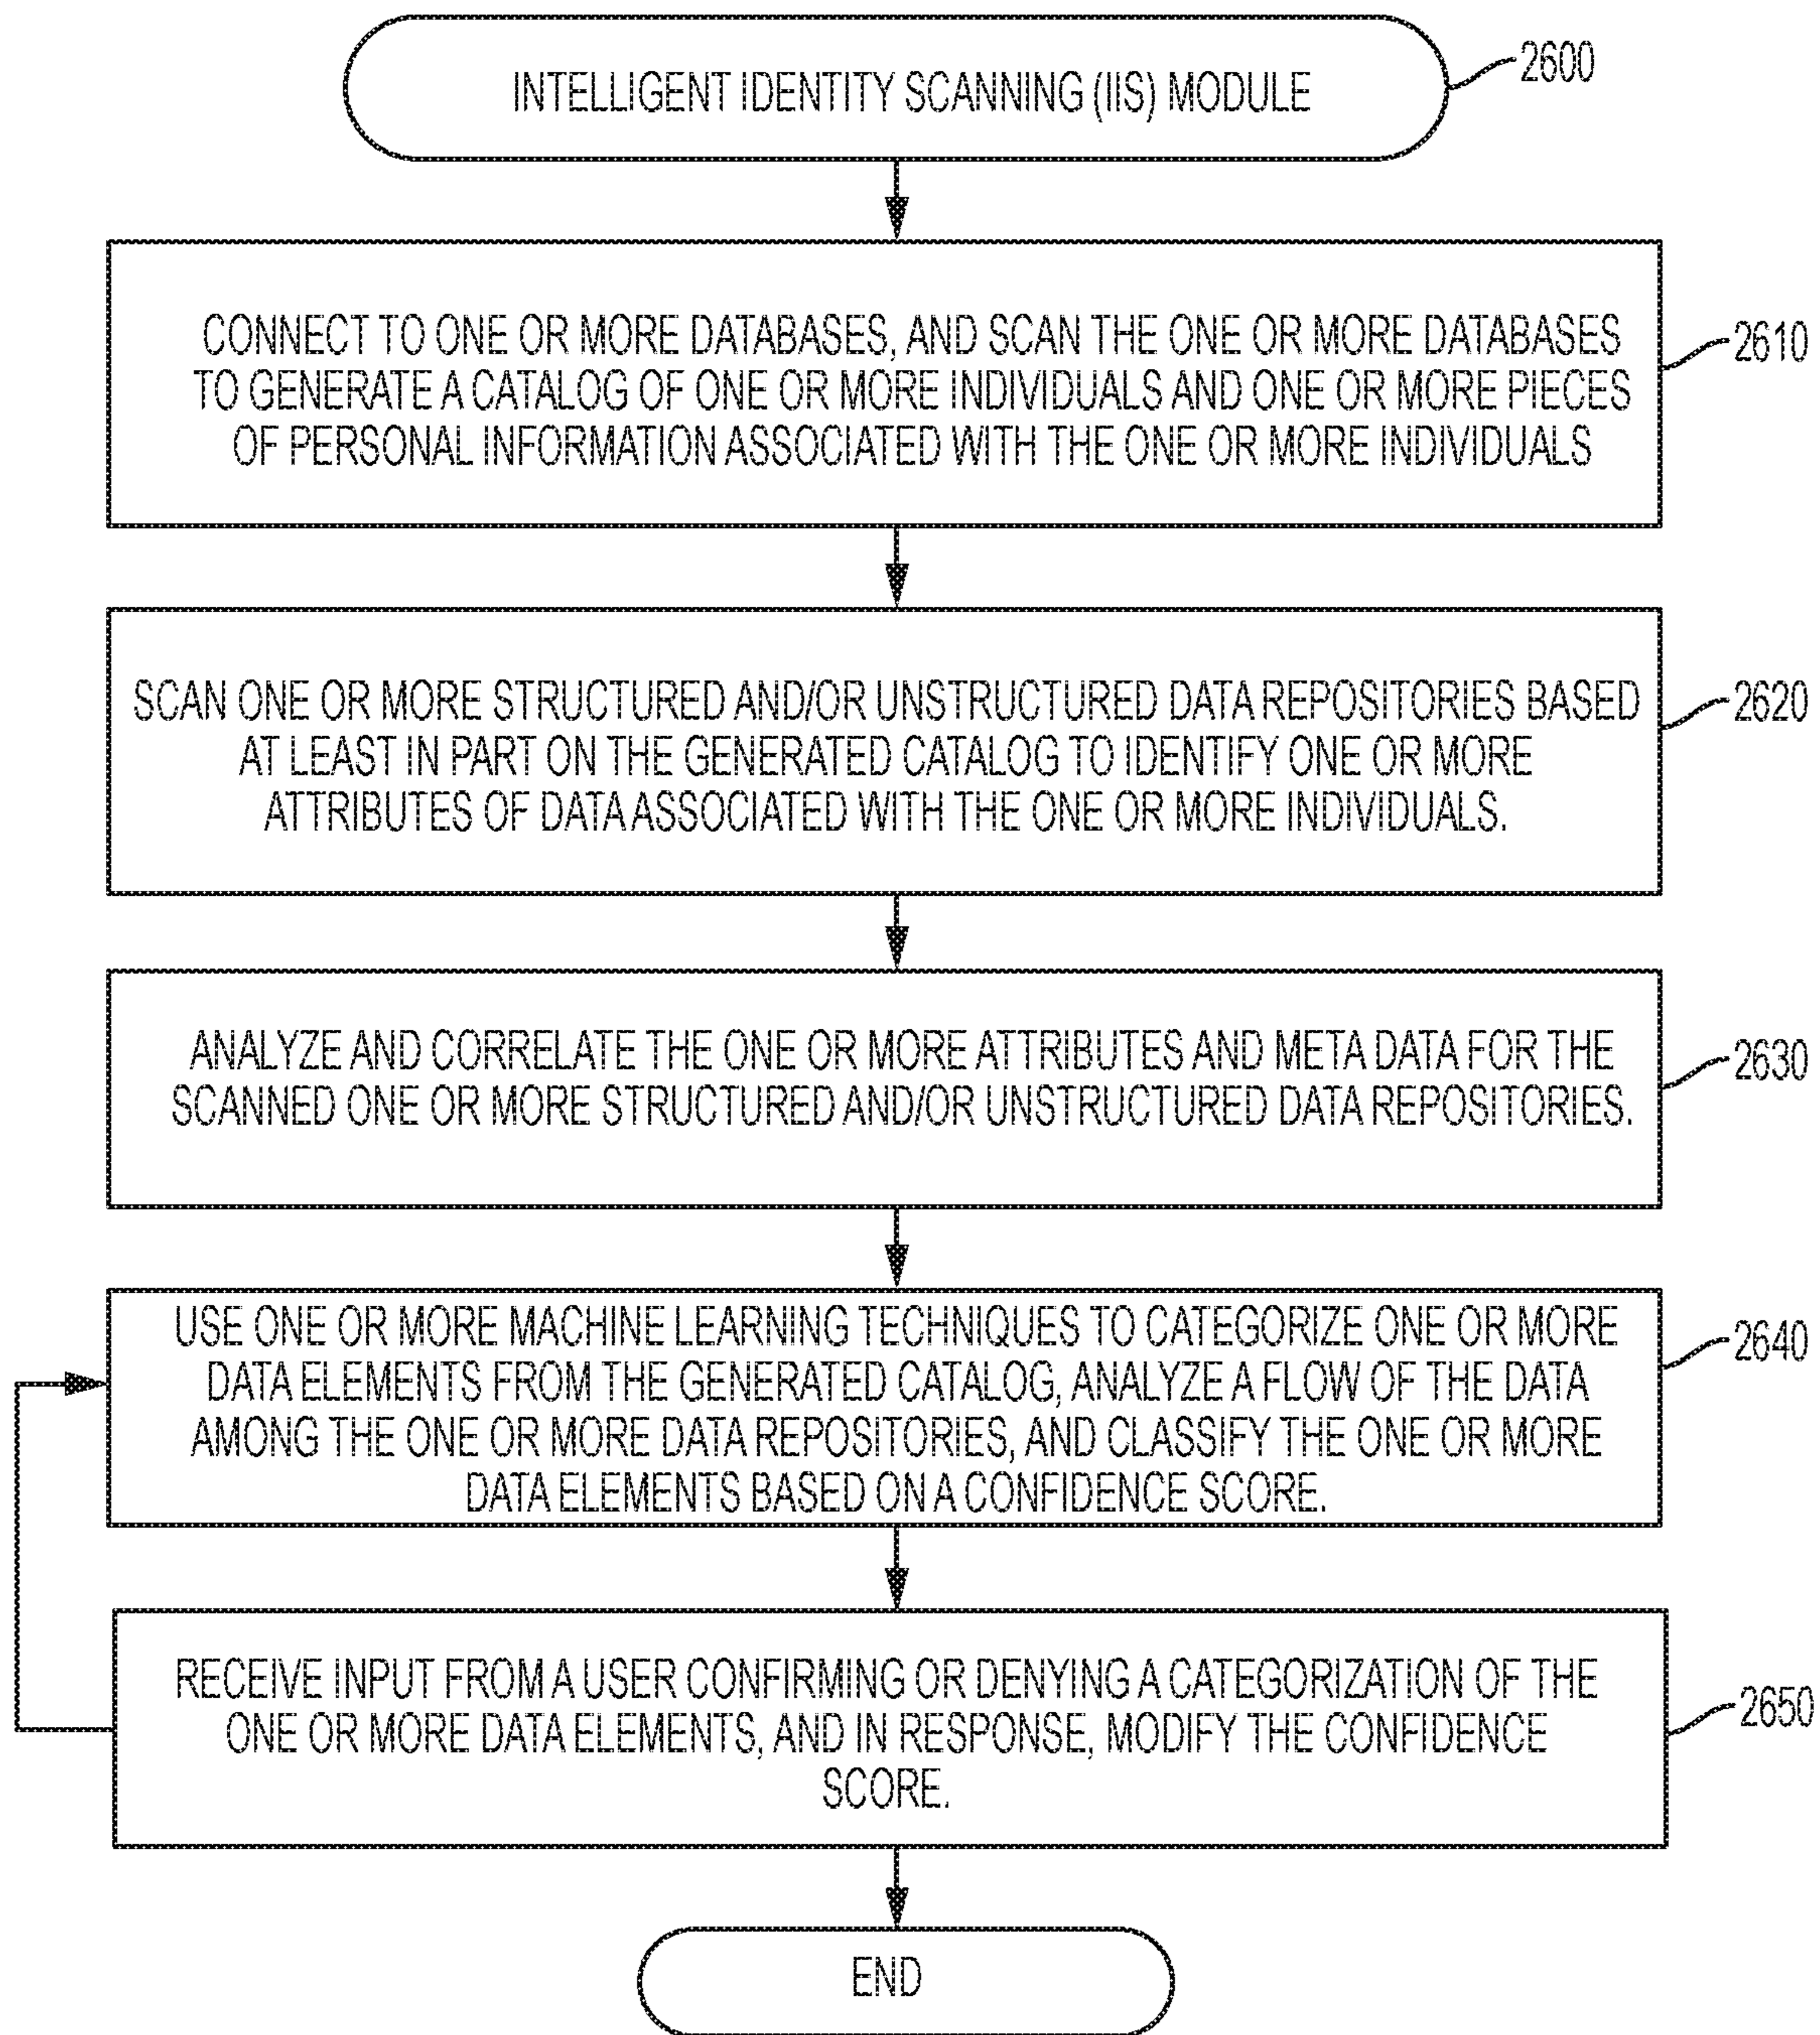 INTELLIGENT IDENTITY SCANNING (IIS) MODULE
2600
CONNECT TO ONE OR MORE DATABASES, AND SCAN THE ONE OR MORE DATABASES
TO GENERATE A CATALOG OF ONE OR MORE INDIVIDUALS AND ONE OR MORE PIECES
OF PERSONAL INFORMATION ASSOCIATED WITH THE ONE OR MORE INDIVIDUALS
2610
SCAN ONE OR MORE STRUCTURED AND/OR UNSTRUCTURED DATA REPOSITORIES BASED
AT LEAST IN PART ON THE GENERATED CATALOG TO IDENTIFY ONE OR MORE
ATTRIBUTES OF DATA ASSOCIATED WITH THE ONE OR MORE INDIVIDUALS.
2620
ANALYZE AND CORRELATE THE ONE OR MORE ATTRIBUTES AND META DATA FOR THE
SCANNED ONE OR MORE STRUCTURED AND/OR UNSTRUCTURED DATA REPOSITORIES.
2630
USE ONE OR MORE MACHINE LEARNING TECHNIQUES TO CATEGORIZE ONE OR MORE
DATA ELEMENTS FROM THE GENERATED CATALOG, ANALYZE A FLOW OF THE DATA
AMONG THE ONE OR MORE DATA REPOSITORIES, AND CLASSIFY THE ONE OR MORE
DATA ELEMENTS BASED ON A CONFIDENCE SCORE.
2640
RECEIVE INPUT FROM A USER CONFIRMING OR DENYING A CATEGORIZATION OF THE
ONE OR MORE DATA ELEMENTS, AND IN RESPONSE, MODIFY THE CONFIDENCE
SCORE.
2650
END